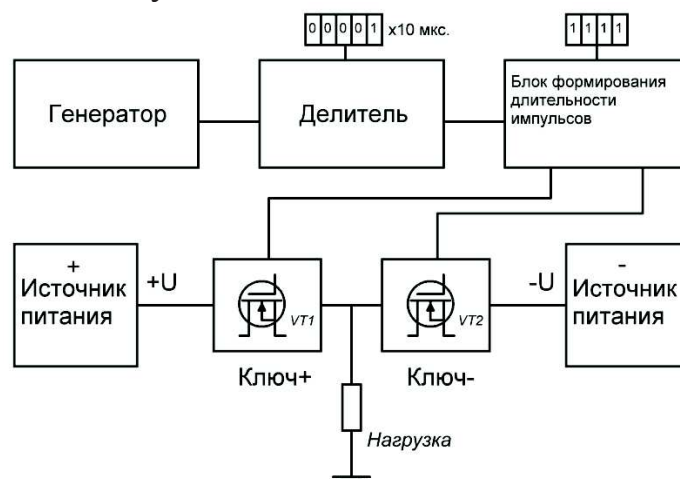 0 0 0 0 1 x10 мкс.
1 1 1 1
Генератор
Делитель
Блок формирования
длительности
импульсов
+
Источник
питания
+U
VT1
VT2
-U
-
Источник
питания
Ключ+
Ключ-
Нагрузка